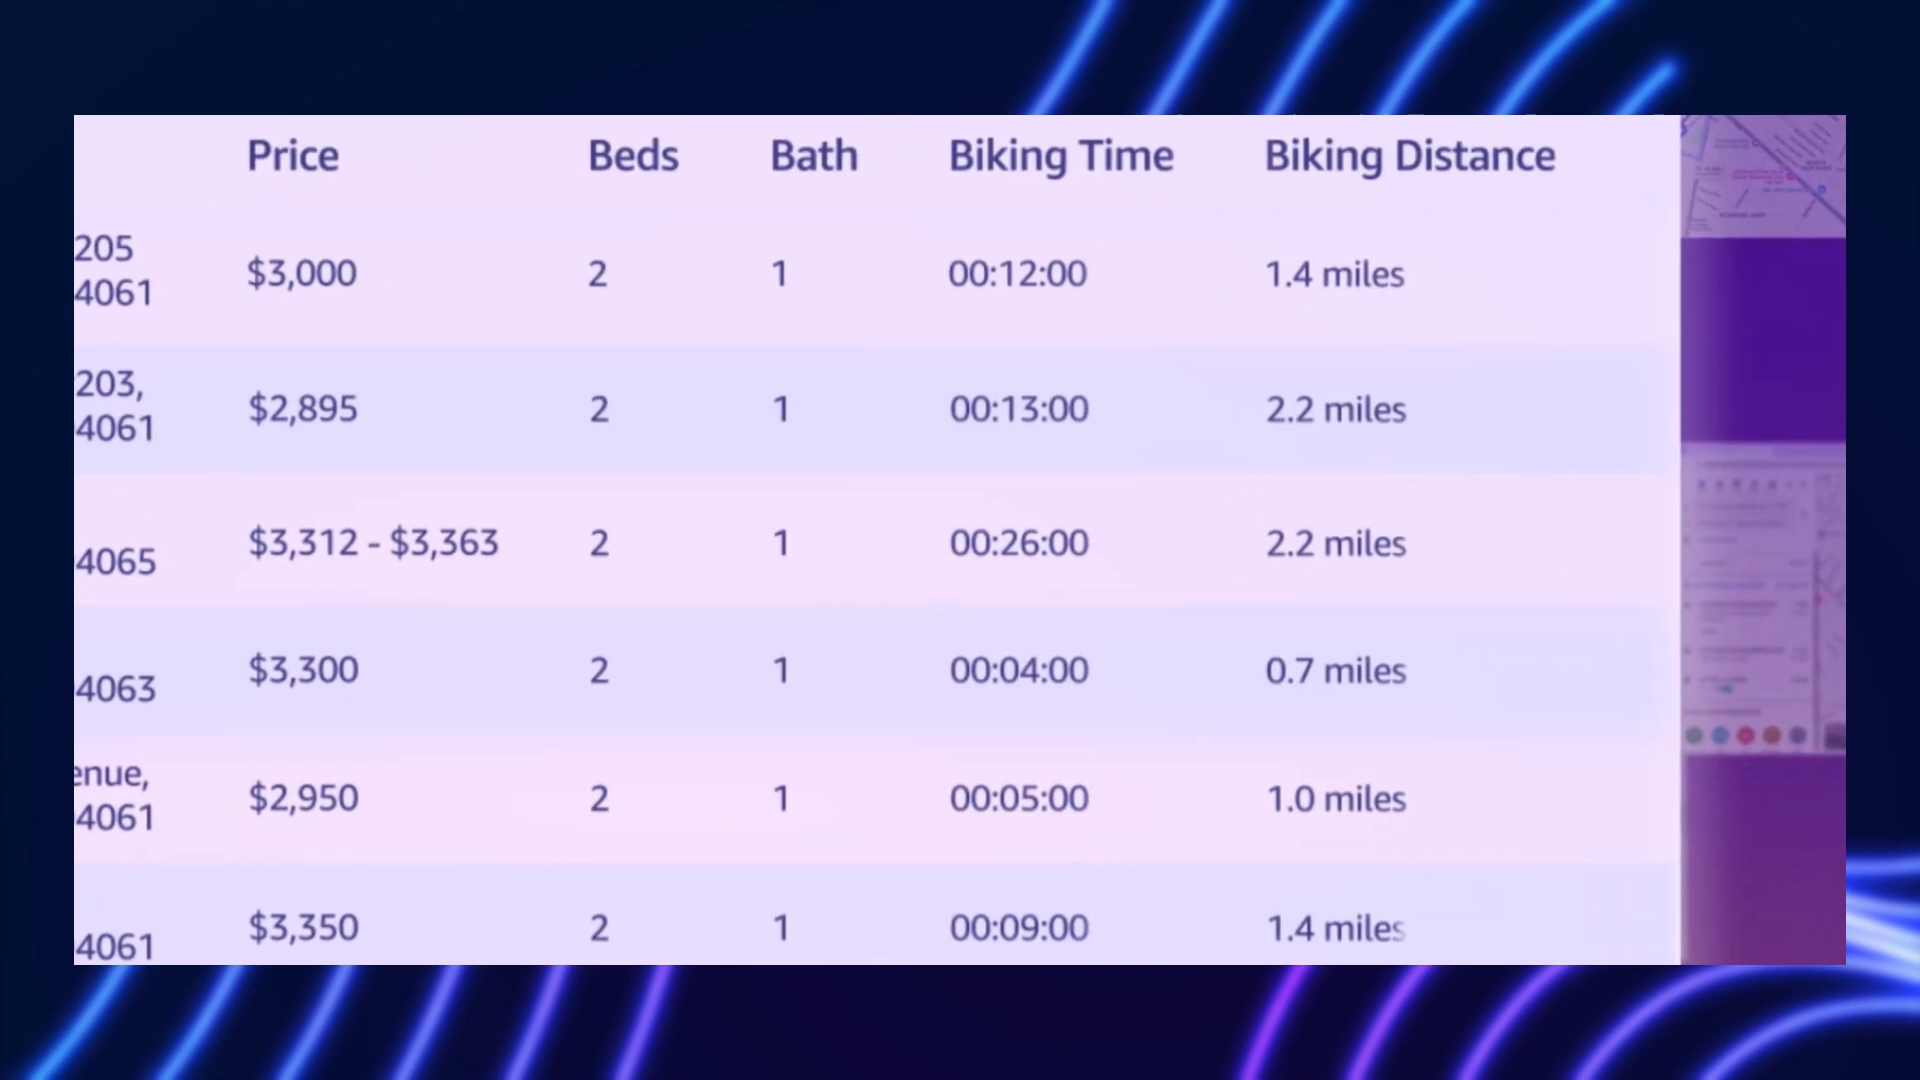 Price Beds Bath Biking Time Biking Distance
205
4061 $3,000 2 1 00:12:00 1.4 miles
203,
4061 $2,895 2 1 00:13:00 2.2 miles
4065 $3,312 - $3,363 2 1 00:26:00 2.2 miles
4063 $3,300 2 1 00:04:00 0.7 miles
enue,
4061 $2,950 2 1 00:05:00 1.0 miles
4061 $3,350 2 1 00:09:00 1.4 miles